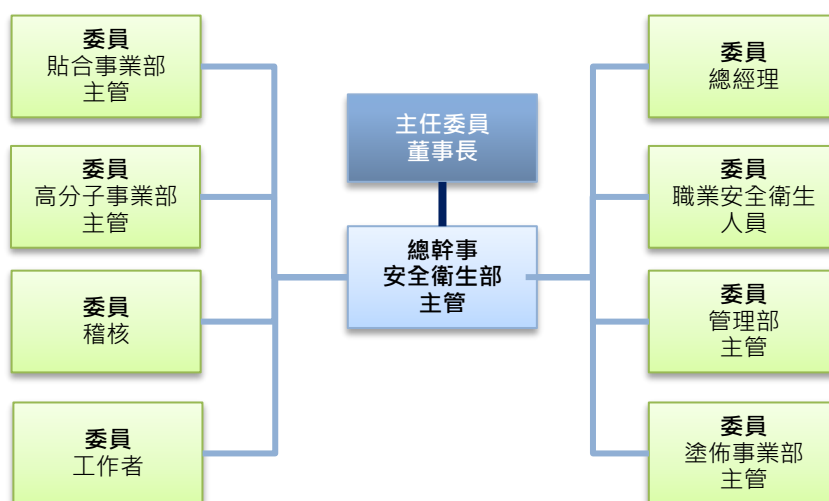 委員
貼合事業部
主管
委員
高分子事業部
主管
委員
稽核
委員
工作者
主任委員
董事長
總幹事
安全衛生部
主管
委員
總經理
委員
職業安全衛生
人員
委員
管理部
主管
委員
塗佈事業部
主管